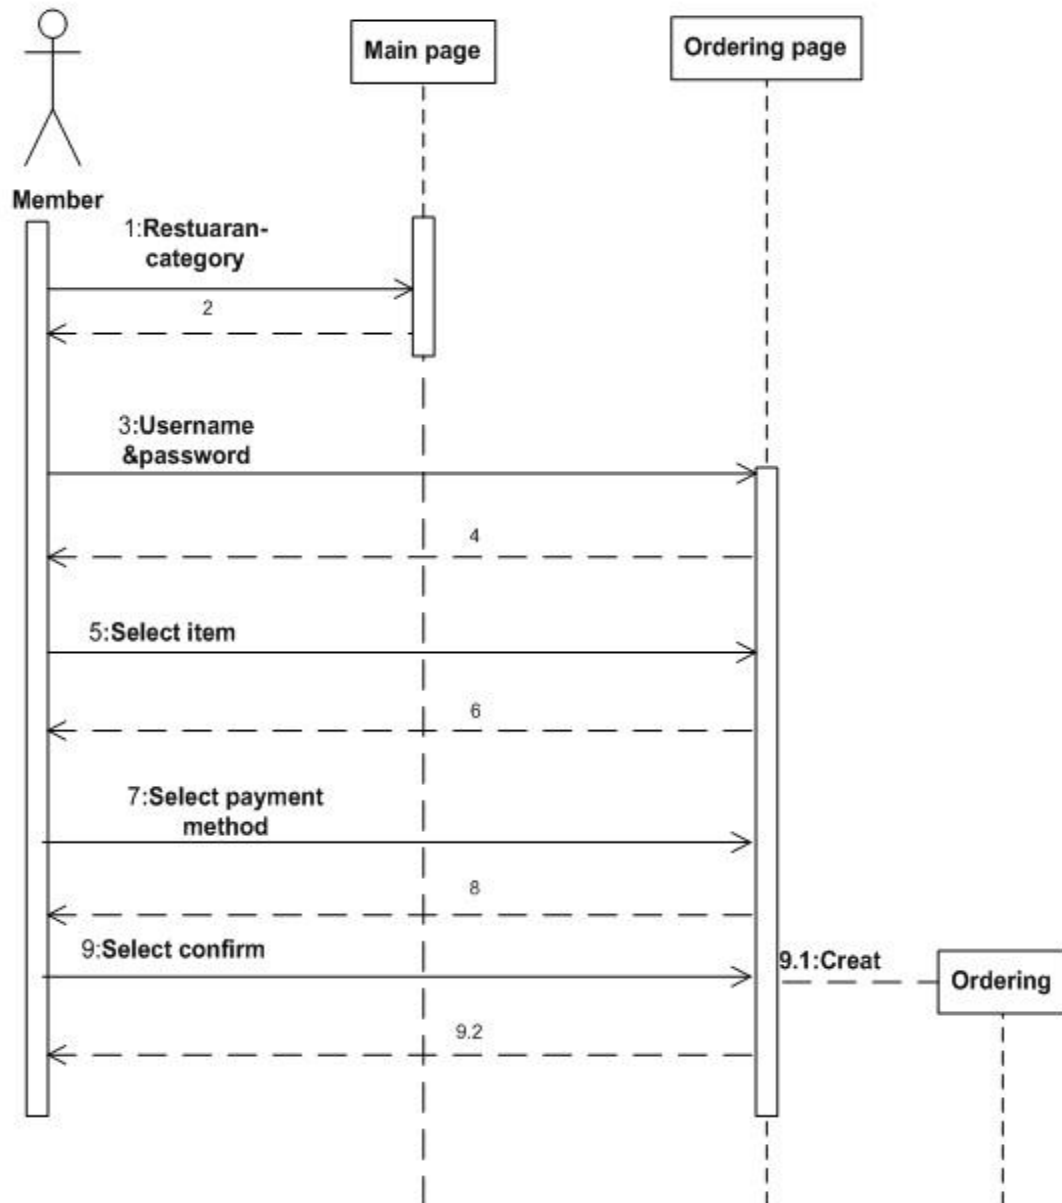 Main page
Ordering page
Member
1:Restuaran-
category
2
3:Username
&password
4
5:Select item
6
7:Select payment
method
8
9:Select confirm
9.1:Creat
Ordering
9.2